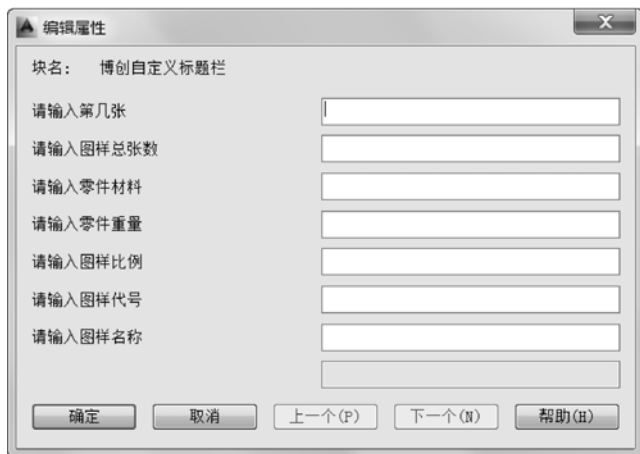 编辑属性
块名： 博创自定义标题栏
请输入第几张
请输入图样总张数
请输入零件材料
请输入零件重量
请输入图样比例
请输入图样代号
请输入图样名称
确定 取消 上一个(P) 下一个(N) 帮助(H)